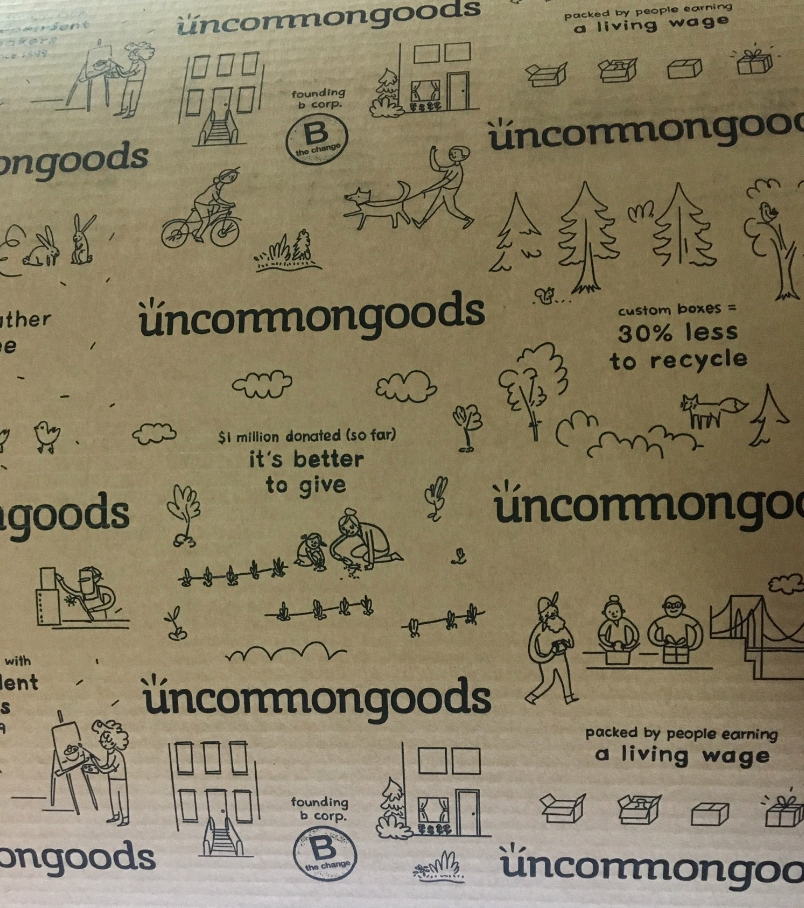 uncommongoods
packed by people earning
a living wage
founding
b corp.
B
the change
uncommongoo
ongoods
uncommongoods
custom boxes =
30% less
to recycle
$1 million donated (so far)
it's better
to give
goods
uncommongo
with
uncommongoods
packed by people earning
a living wage
founding
b corp.
B
the change
ongoods
uncommongoo